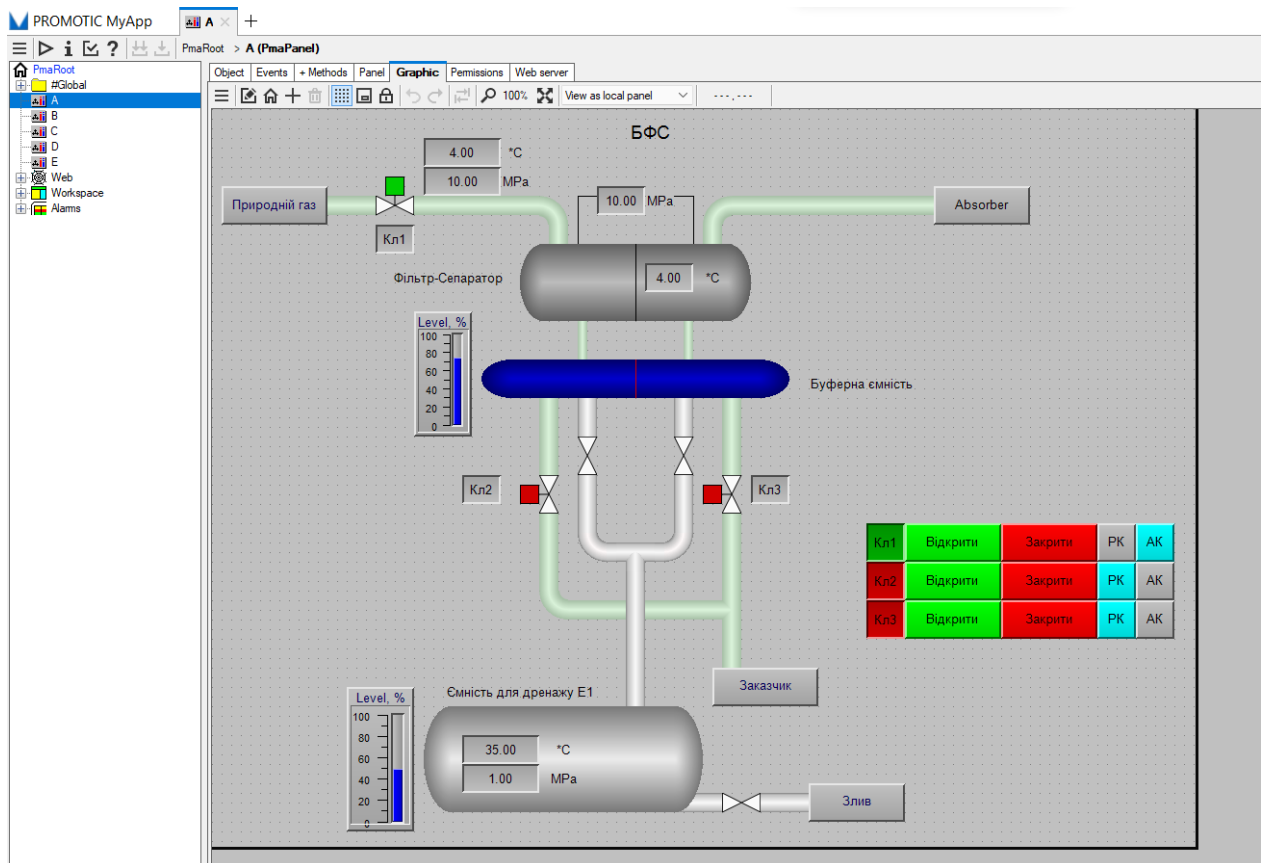 PROMOTIC MyApp
A
PmaRoot > A (PmaPanel)
PmaRoot
#Global
A
B
C
D
E
Web
Workspace
Alarms
Object Events + Methods Panel Graphic Permissions Web server
100% View as local panel ---,---
БФС
4.00 °C
10.00 MPa
10.00 MPa
Природній газ
Absorber
Кл1
Фільтр-Сепаратор
4.00 °C
Level, %
100
80
60
40
20
0
Буферна ємність
Кл2
Кл3
Кл1 Відкрити Закрити РК АК
Кл2 Відкрити Закрити РК АК
Кл3 Відкрити Закрити РК АК
Заказчик
Ємність для дренажу Е1
Level, %
100
80
60
40
20
0
35.00 °C
1.00 MPa
Злив